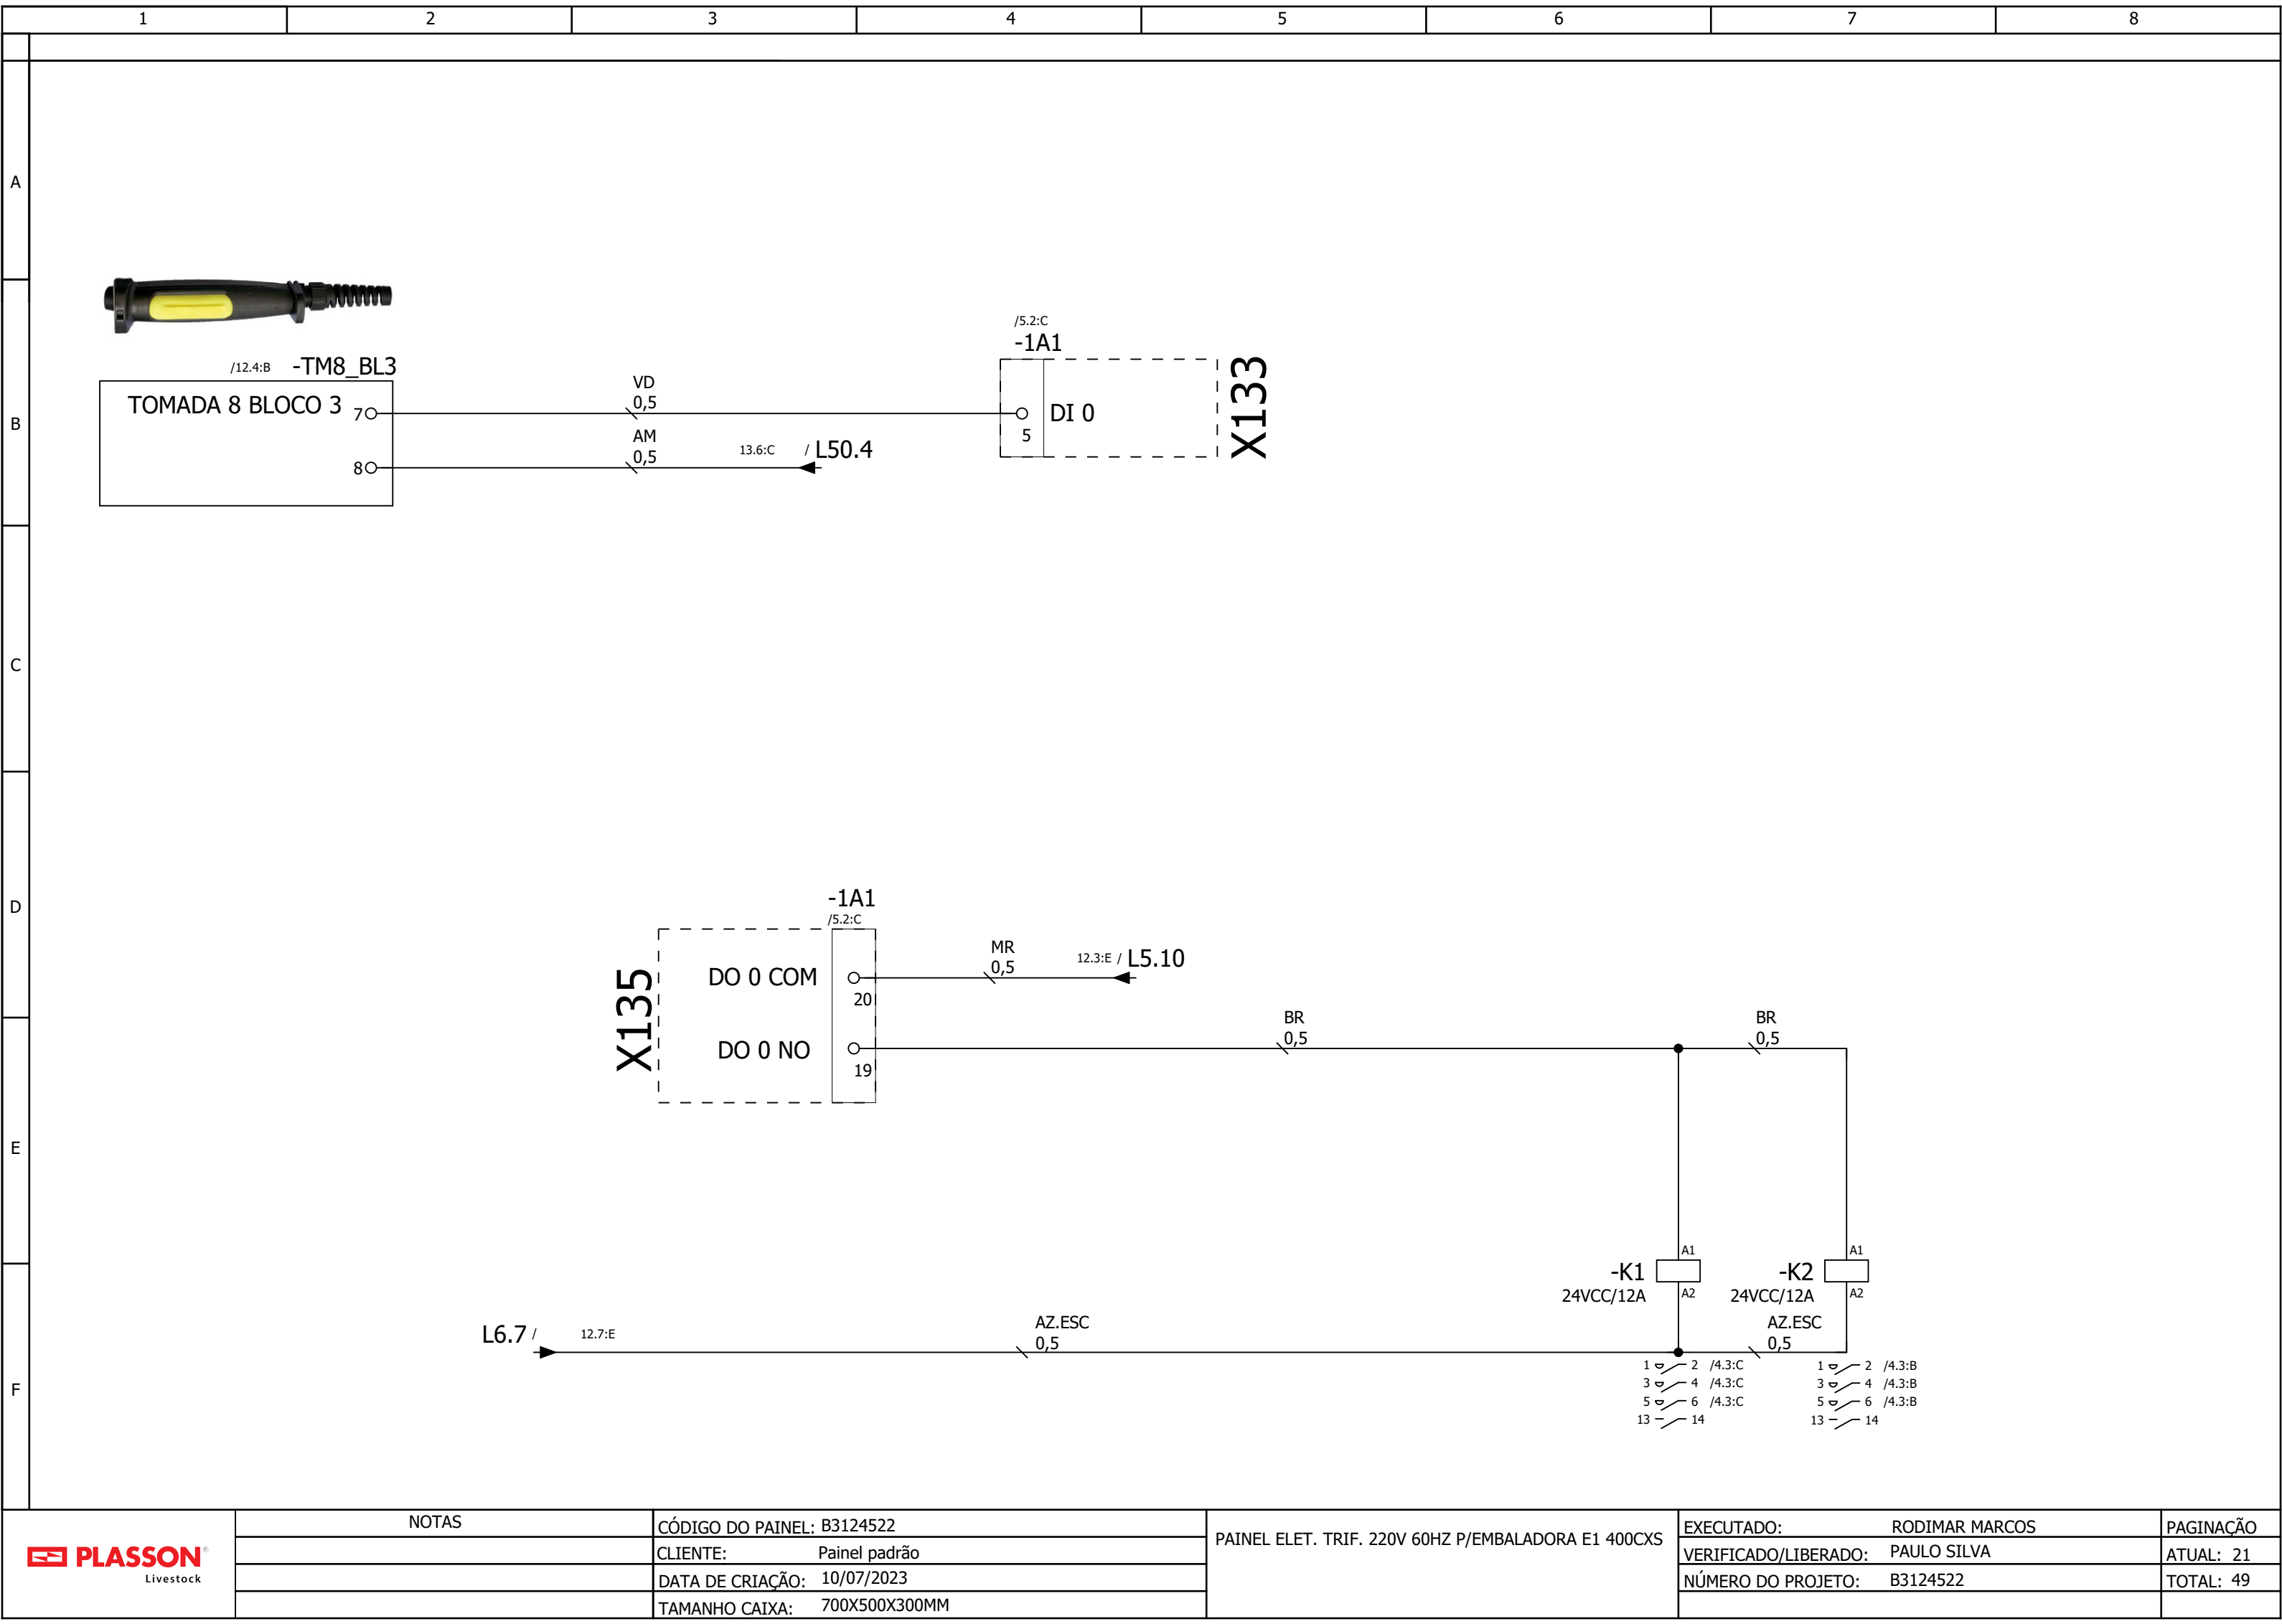 1 2 3 4 5 6 7 8
A
B
C
D
E
F
/12.4:B -TM8_BL3
TOMADA 8 BLOCO 3
7
8
VD
0,5
AM
0,5
13.6:C / L50.4
/5.2:C
-1A1
DI 0
5
X133
-1A1
/5.2:C
X135
DO 0 COM
20
DO 0 NO
19
MR
0,5
12.3:E / L5.10
BR
0,5
BR
0,5
A1
-K1
24VCC/12A
A2
A1
-K2
24VCC/12A
A2
L6.7 / 12.7:E
AZ.ESC
0,5
AZ.ESC
0,5
1 2 /4.3:C
3 4 /4.3:C
5 6 /4.3:C
13 14
1 2 /4.3:B
3 4 /4.3:B
5 6 /4.3:B
13 14
PLASSON®
Livestock
NOTAS
CÓDIGO DO PAINEL: B3124522
CLIENTE: Painel padrão
DATA DE CRIAÇÃO: 10/07/2023
TAMANHO CAIXA: 700X500X300MM
PAINEL ELET. TRIF. 220V 60HZ P/EMBALADORA E1 400CXS
EXECUTADO: RODIMAR MARCOS
VERIFICADO/LIBERADO: PAULO SILVA
NÚMERO DO PROJETO: B3124522
PAGINAÇÃO
ATUAL: 21
TOTAL: 49